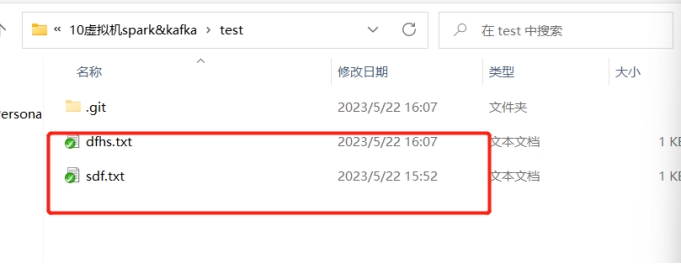 « 10虚拟机spark&kafka › test 在 test 中搜索
名称 修改日期 类型 大小
.git 2023/5/22 16:07 文件夹
ersona
dfhs.txt 2023/5/22 16:07 文本文档 1 K
sdf.txt 2023/5/22 15:52 文本文档 1 K